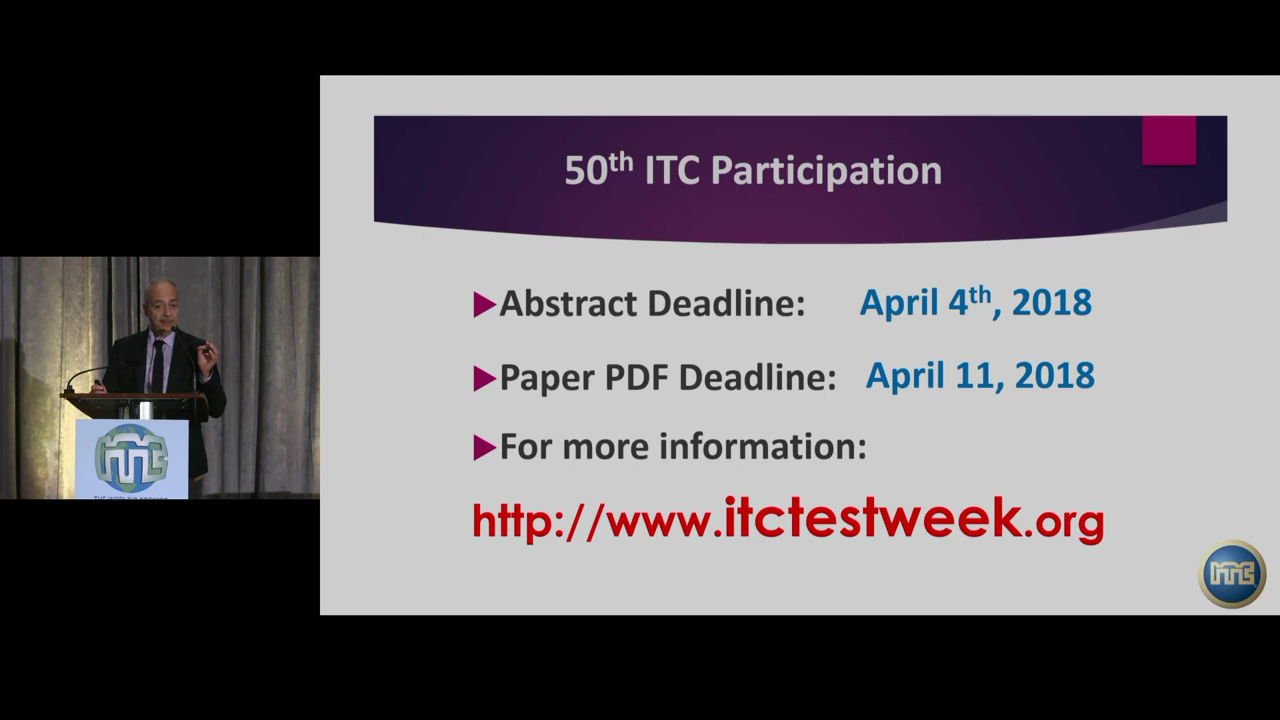 50th ITC Participation
Abstract Deadline: April 4th, 2018
Paper PDF Deadline: April 11, 2018
For more information:
http://www.itctestweek.org
ITC
ITC